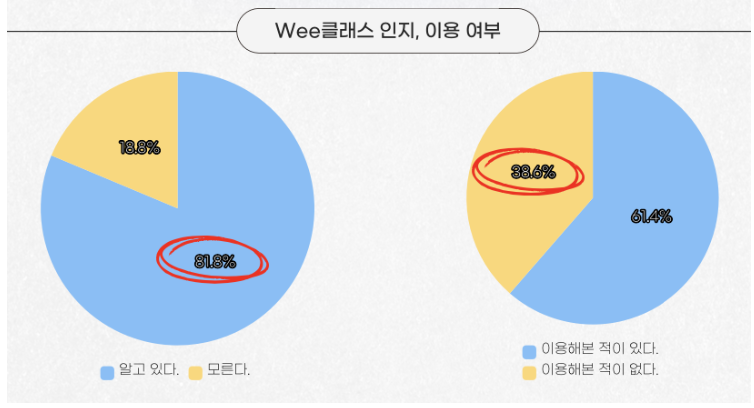 Wee클래스 인지, 이용 여부
18.8%
81.8%
알고 있다. 모른다.
38.6%
61.4%
이용해본 적이 있다.
이용해본 적이 없다.